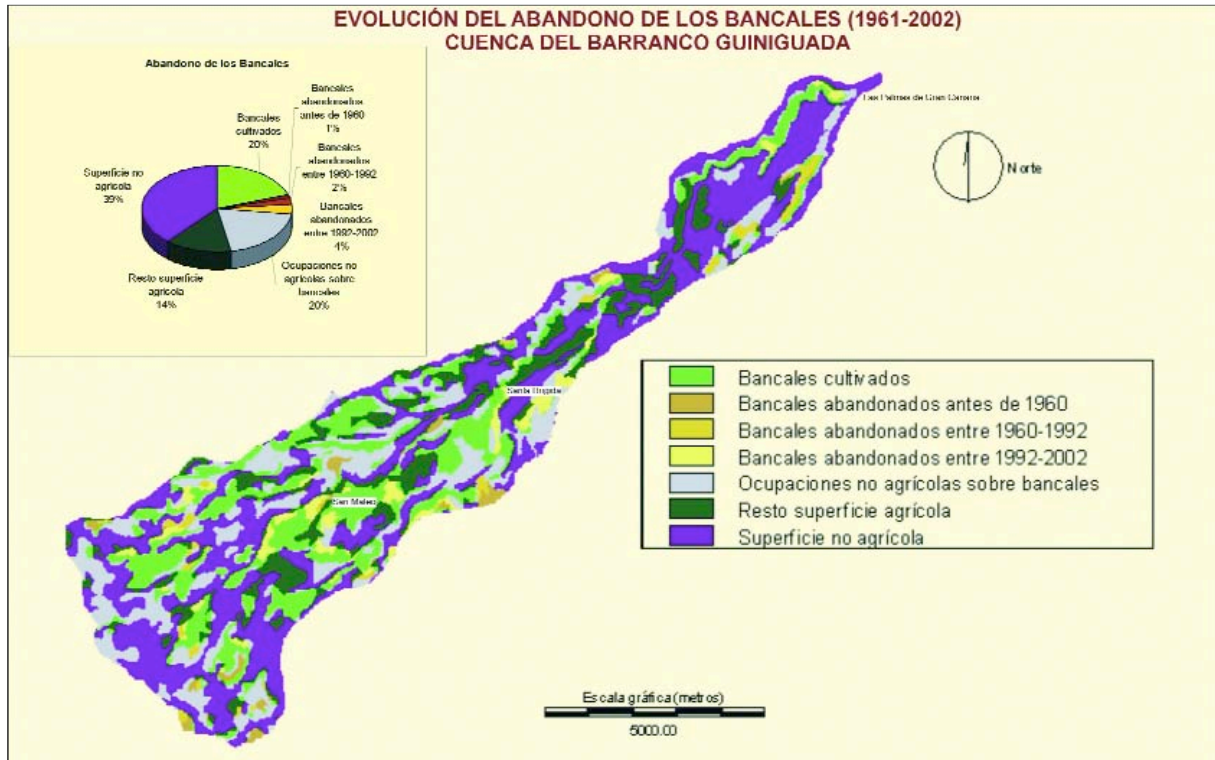 EVOLUCIÓN DEL ABANDONO DE LOS BANCALES (1961-2002)
CUENCA DEL BARRANCO GUINIGUADA
Abandono de los Bancales
Bancales
abandonados
antes de 1960
1%
Bancales
cultivados
20%
Bancales
abandonados
entre 1960-1992
2%
Superficie no
agrícola
39%
Bancales
abandonados
entre 1992-2002
4%
Ocupaciones no
agrícolas sobre
bancales
20%
Resto superficie
agrícola
14%
Las Palmas de Gran Canaria
Norte
Santa Brígida
San Mateo
Bancales cultivados
Bancales abandonados antes de 1960
Bancales abandonados entre 1960-1992
Bancales abandonados entre 1992-2002
Ocupaciones no agrícolas sobre bancales
Resto superficie agrícola
Superficie no agrícola
Escala gráfica (metros)
5000.00